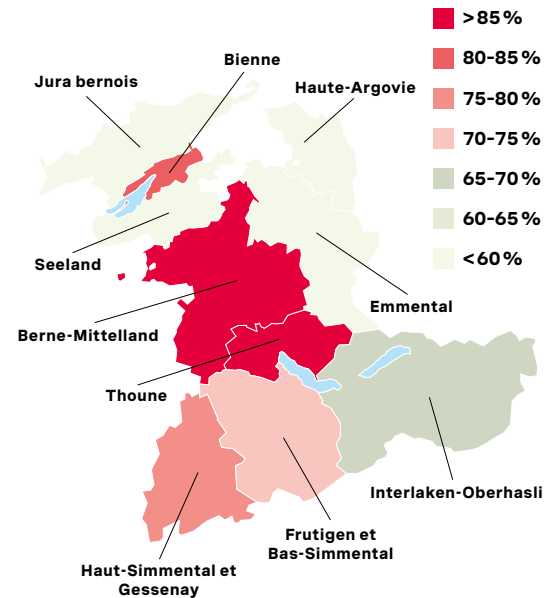 >85%
80-85%
75-80%
70-75%
65-70%
60-65%
<60%
Bienne
Jura bernois
Haute-Argovie
Seeland
Emmental
Berne-Mittelland
Thoune
Interlaken-Oberhasli
Frutigen et
Bas-Simmental
Haut-Simmental et
Gessenay